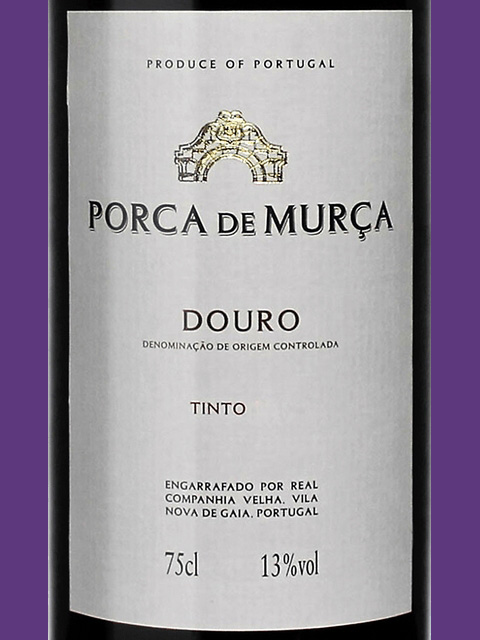 PRODUCE OF PORTUGAL
PORCA DE MURÇA
DOURO
DENOMINAÇÃO DE ORIGEM CONTROLADA
TINTO
ENGARRAFADO POR REAL
COMPANHIA VELHA, VILA
NOVA DE GAIA, PORTUGAL
75cl 13%vol